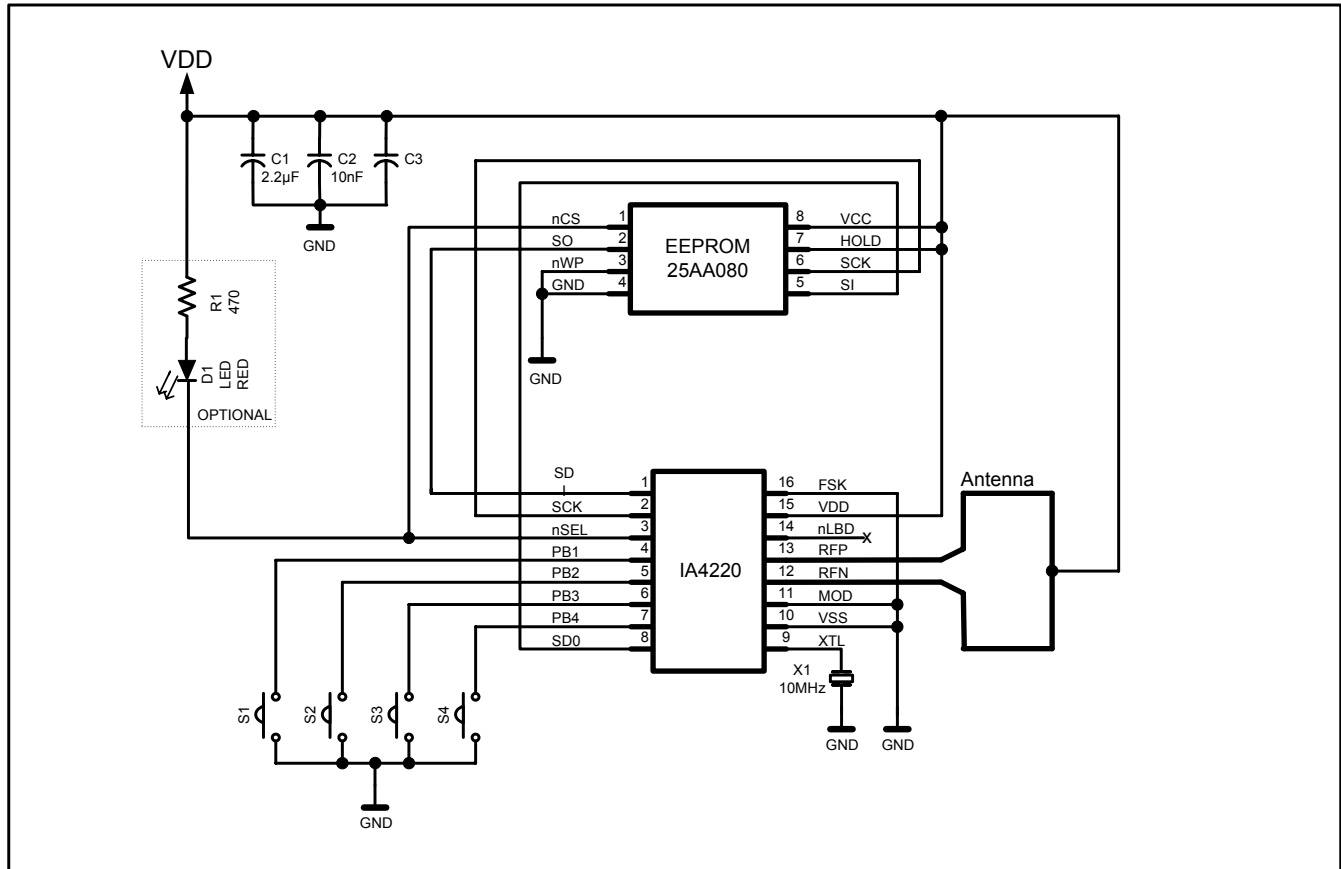 VDD
C1
2.2µF
C2
10nF
C3
GND
R1
470
D1
LED
RED
OPTIONAL
nCS
1
SO
2
nWP
3
GND
4
EEPROM
25AA080
8
VCC
7
HOLD
6
SCK
5
SI
GND
SD
1
SCK
2
nSEL
3
PB1
4
PB2
5
PB3
6
PB4
7
SD0
8
IA4220
16
FSK
15
VDD
14
nLBD
x
13
RFP
12
RFN
11
MOD
10
VSS
9
XTL
Antenna
X1
10MHz
GND
GND
S1
S2
S3
S4
GND